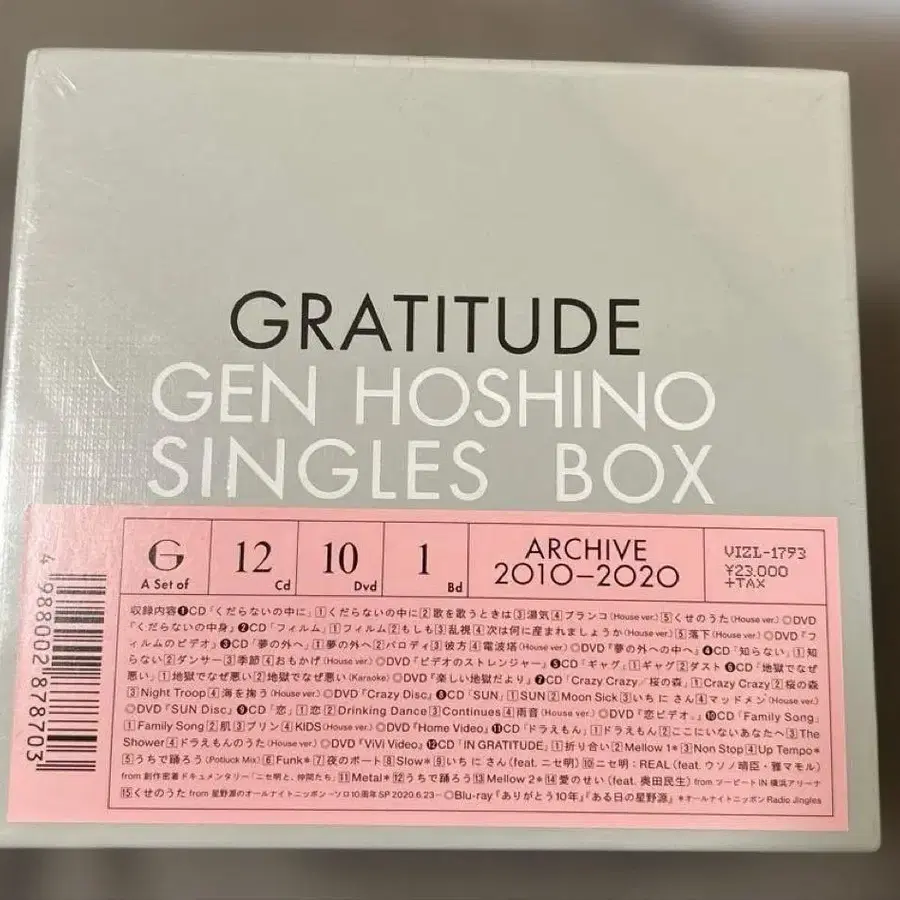 GRATITUDE
GEN HOSHINO
SINGLES BOX
G A Set of
12 Cd
10 Dvd
1 Bd
ARCHIVE
2010–2020
VIZL-1793
¥23,000
+TAX
収録内容❶CD「くだらないの中に」1くだらないの中に2歌を歌うときは3湯気4ブランコ(House ver.)5くせのうた(House ver.)◎DVD
『くだらないの中身』❷CD「フィルム」1フィルム2もしも3乱視4次は何に産まれましょうか(House ver.)5落下(House ver.)◎DVD『フ
ィルムのビデオ』❸CD「夢の外へ」1夢の外へ2パロディ3彼方4電波塔(House ver.)◎DVD『夢の外への中へ』❹CD「知らない」1知
らない2ダンサー3季節4おもかげ(House ver.)◎DVD『ビデオのストレンジャー』❺CD「ギャグ」1ギャグ2ダスト❻CD「地獄でなぜ
悪い」1地獄でなぜ悪い2地獄でなぜ悪い(Karaoke)◎DVD『楽しい地獄だより』❼CD「Crazy Crazy／桜の森」1Crazy Crazy2桜の森
3Night Troop4海を掬う(House ver.)◎DVD『Crazy Disc』❽CD「SUN」1SUN2Moon Sick3いち に さん4マッドメン(House ver.)
◎DVD『SUN Disc』❾CD「恋」1恋2Drinking Dance3Continues4雨音(House ver.)◎DVD『恋ビデオ。』❿CD「Family Song」
1Family Song2肌3プリン4KIDS(House ver.)◎DVD『Home Video』⓫CD「ドラえもん」1ドラえもん2ここにいないあなたへ3The
Shower4ドラえもんのうた(House ver.)◎DVD『ViVi Video』⓬CD「IN GRATITUDE」1折り合い2Mellow 1*3Non Stop4Up Tempo*
5うちで踊ろう(Potluck Mix)6Funk*7夜のボート8Slow*9いち に さん(feat. ニセ明)10ニセ明：REAL(feat. ウソノ晴臣・雅マモル)
from 創作密着ドキュメンタリー「ニセ明と、仲間たち」11Metal*12うちで踊ろう13Mellow 2*14愛のせい(feat. 奥田民生)from ツービートIN 横浜アリーナ
15くせのうた from 星野源のオールナイトニッポン-ソロ10周年SP 2020.6.23-◎Blu-ray『ありがとう10年』『ある日の星野源』*オールナイトニッポン Radio Jingles
4 988002 878703